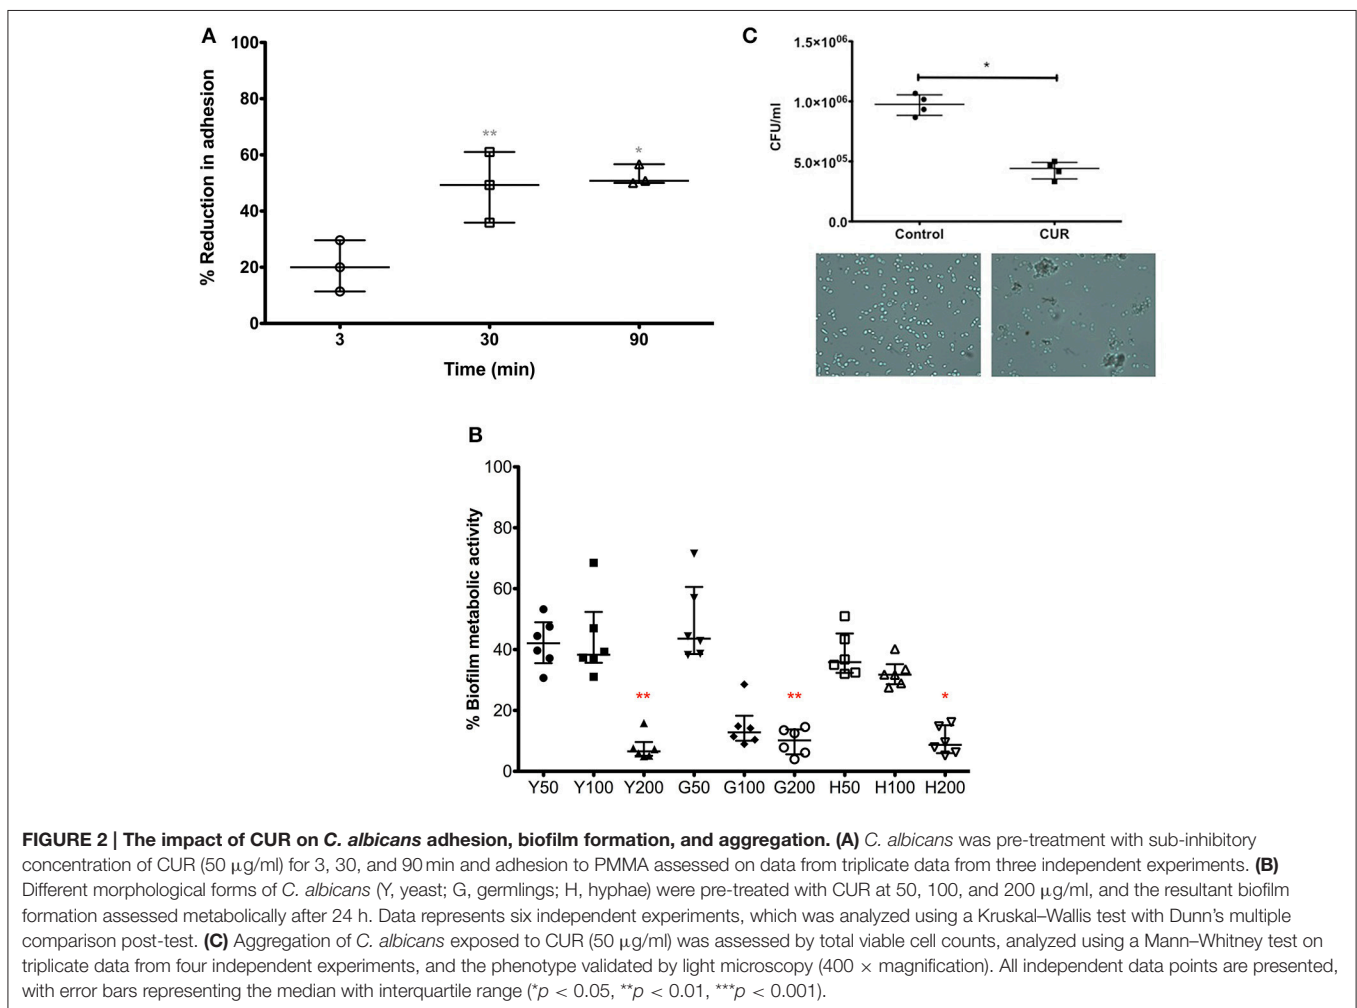 A
100
80
60
40
20
0
% Reduction in adhesion
**
*
3 30 90
Time (min)
C
1.5×10⁰⁶
1.0×10⁰⁶
5.0×10⁰⁵
0.0
CFU/ml
*
Control CUR
B
100
80
60
40
20
0
% Biofilm metabolic activity
** ** *
Y50 Y100 Y200 G50 G100 G200 H50 H100 H200
FIGURE 2 | The impact of CUR on C. albicans adhesion, biofilm formation, and aggregation. (A) C. albicans was pre-treatment with sub-inhibitory
concentration of CUR (50 μg/ml) for 3, 30, and 90 min and adhesion to PMMA assessed on data from triplicate data from three independent experiments. (B)
Different morphological forms of C. albicans (Y, yeast; G, germlings; H, hyphae) were pre-treated with CUR at 50, 100, and 200 μg/ml, and the resultant biofilm
formation assessed metabolically after 24 h. Data represents six independent experiments, which was analyzed using a Kruskal–Wallis test with Dunn's multiple
comparison post-test. (C) Aggregation of C. albicans exposed to CUR (50 μg/ml) was assessed by total viable cell counts, analyzed using a Mann–Whitney test on
triplicate data from four independent experiments, and the phenotype validated by light microscopy (400 × magnification). All independent data points are presented,
with error bars representing the median with interquartile range (*p < 0.05, **p < 0.01, ***p < 0.001).